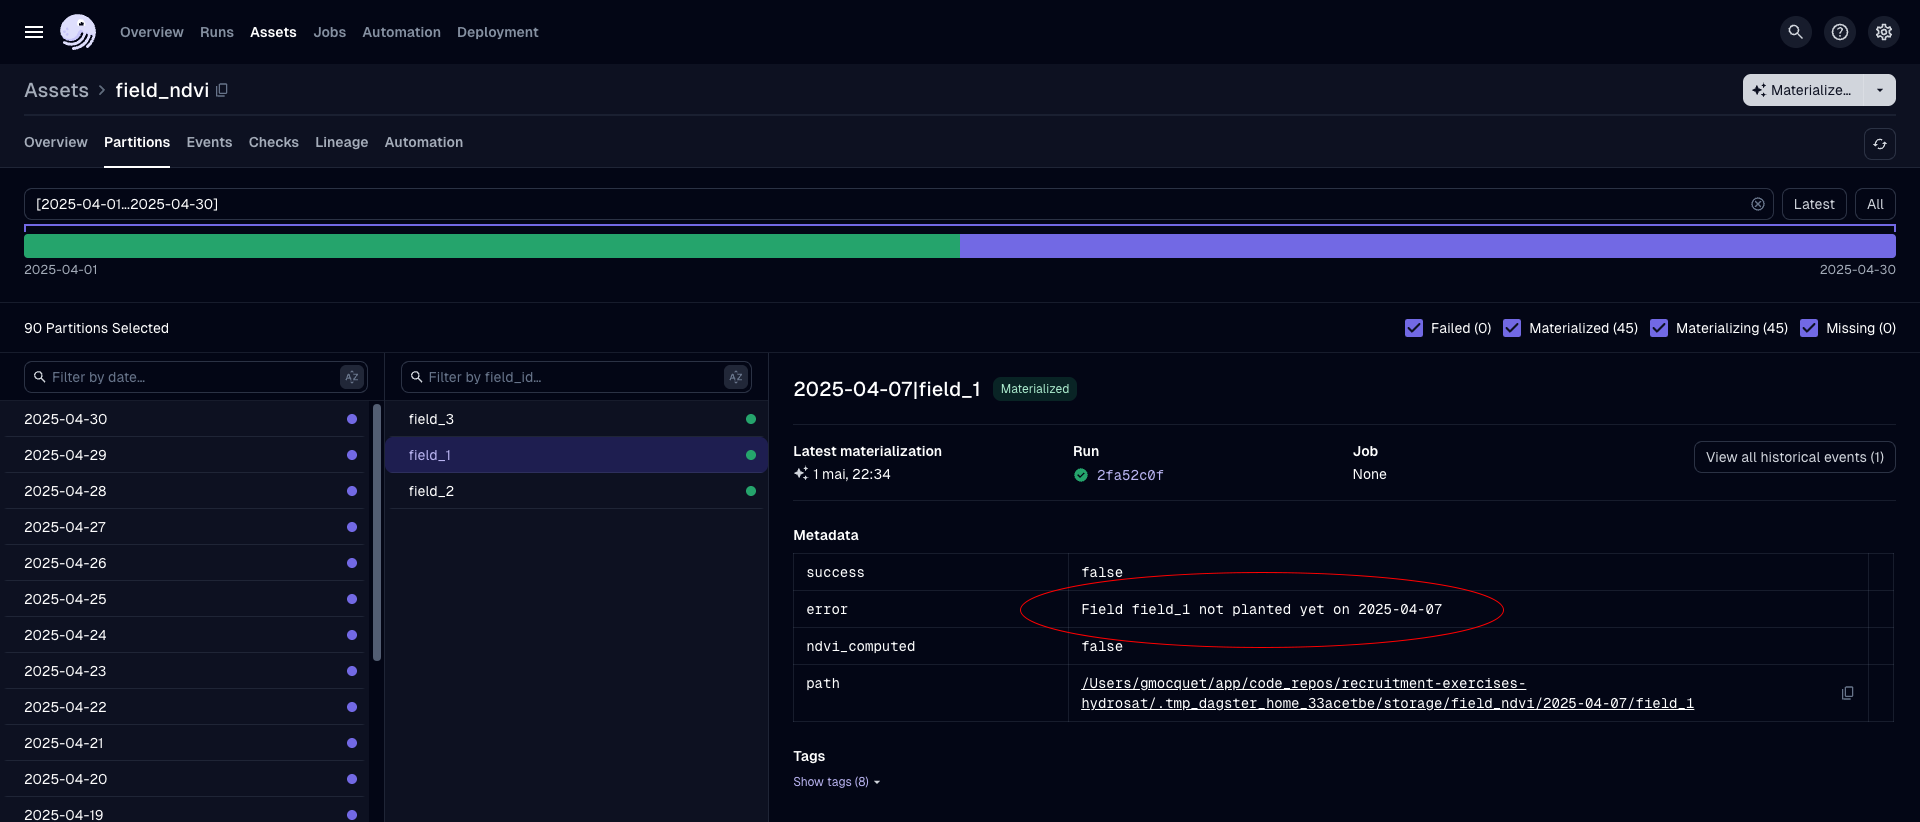 Overview Runs Assets Jobs Automation Deployment
Assets > field_ndvi
Materialize...
Overview Partitions Events Checks Lineage Automation
[2025-04-01...2025-04-30]
Latest All
2025-04-01 2025-04-30
90 Partitions Selected
Failed (0) Materialized (45) Materializing (45) Missing (0)
Filter by date...
AZ
2025-04-30
2025-04-29
2025-04-28
2025-04-27
2025-04-26
2025-04-25
2025-04-24
2025-04-23
2025-04-22
2025-04-21
2025-04-20
2025-04-19
Filter by field_id...
AZ
field_3
field_1
field_2
2025-04-07|field_1 Materialized
Latest materialization Run Job
1 mai, 22:34 2fa52c0f None
View all historical events (1)
Metadata
success false
error Field field_1 not planted yet on 2025-04-07
ndvi_computed false
path /Users/gmocquet/app/code_repos/recruitment-exercises-
hydrosat/.tmp_dagster_home_33acetbe/storage/field_ndvi/2025-04-07/field_1
Tags
Show tags (8)